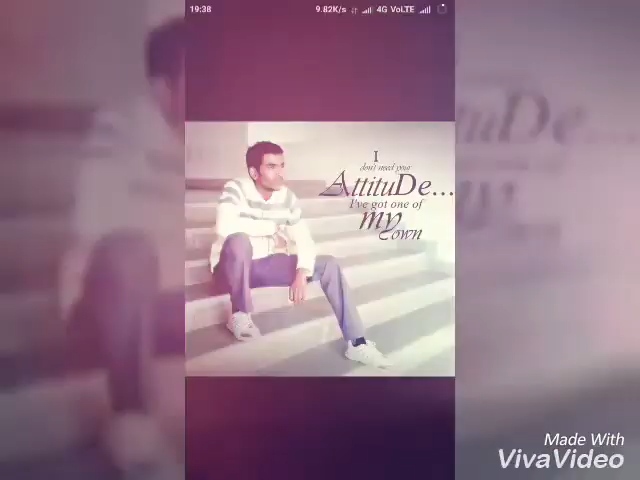 19:38 9.82K/s 4G VoLTE
I
don't need your
AttituDe...
I've got one of
my
own
tuDe...
Made With
VivaVideo